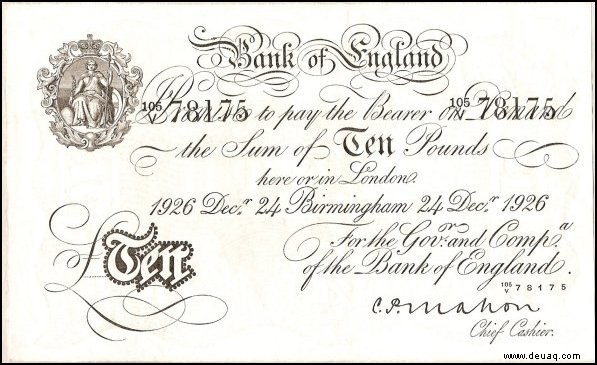 Bank of England
105/V 78175 105/V 78175
I Promise to pay the Bearer on Demand
the Sum of Ten Pounds
here or in London.
1926 Decr. 24 Birmingham 24 Decr. 1926
For the Govr. and Compa.
of the Bank of England.
£Ten
105/V 78175
C.P. Mahon
Chief Cashier.
www.deuaq.com